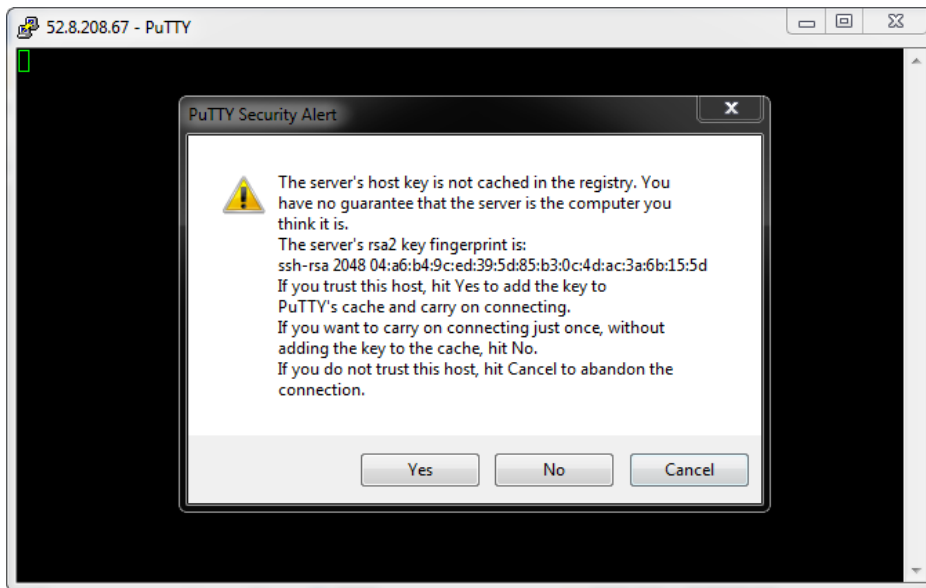 52.8.208.67 - PuTTY
PuTTY Security Alert
The server's host key is not cached in the registry. You
have no guarantee that the server is the computer you
think it is.
The server's rsa2 key fingerprint is:
ssh-rsa 2048 04:a6:b4:9c:ed:39:5d:85:b3:0c:4d:ac:3a:6b:15:5d
If you trust this host, hit Yes to add the key to
PuTTY's cache and carry on connecting.
If you want to carry on connecting just once, without
adding the key to the cache, hit No.
If you do not trust this host, hit Cancel to abandon the
connection.
Yes
No
Cancel